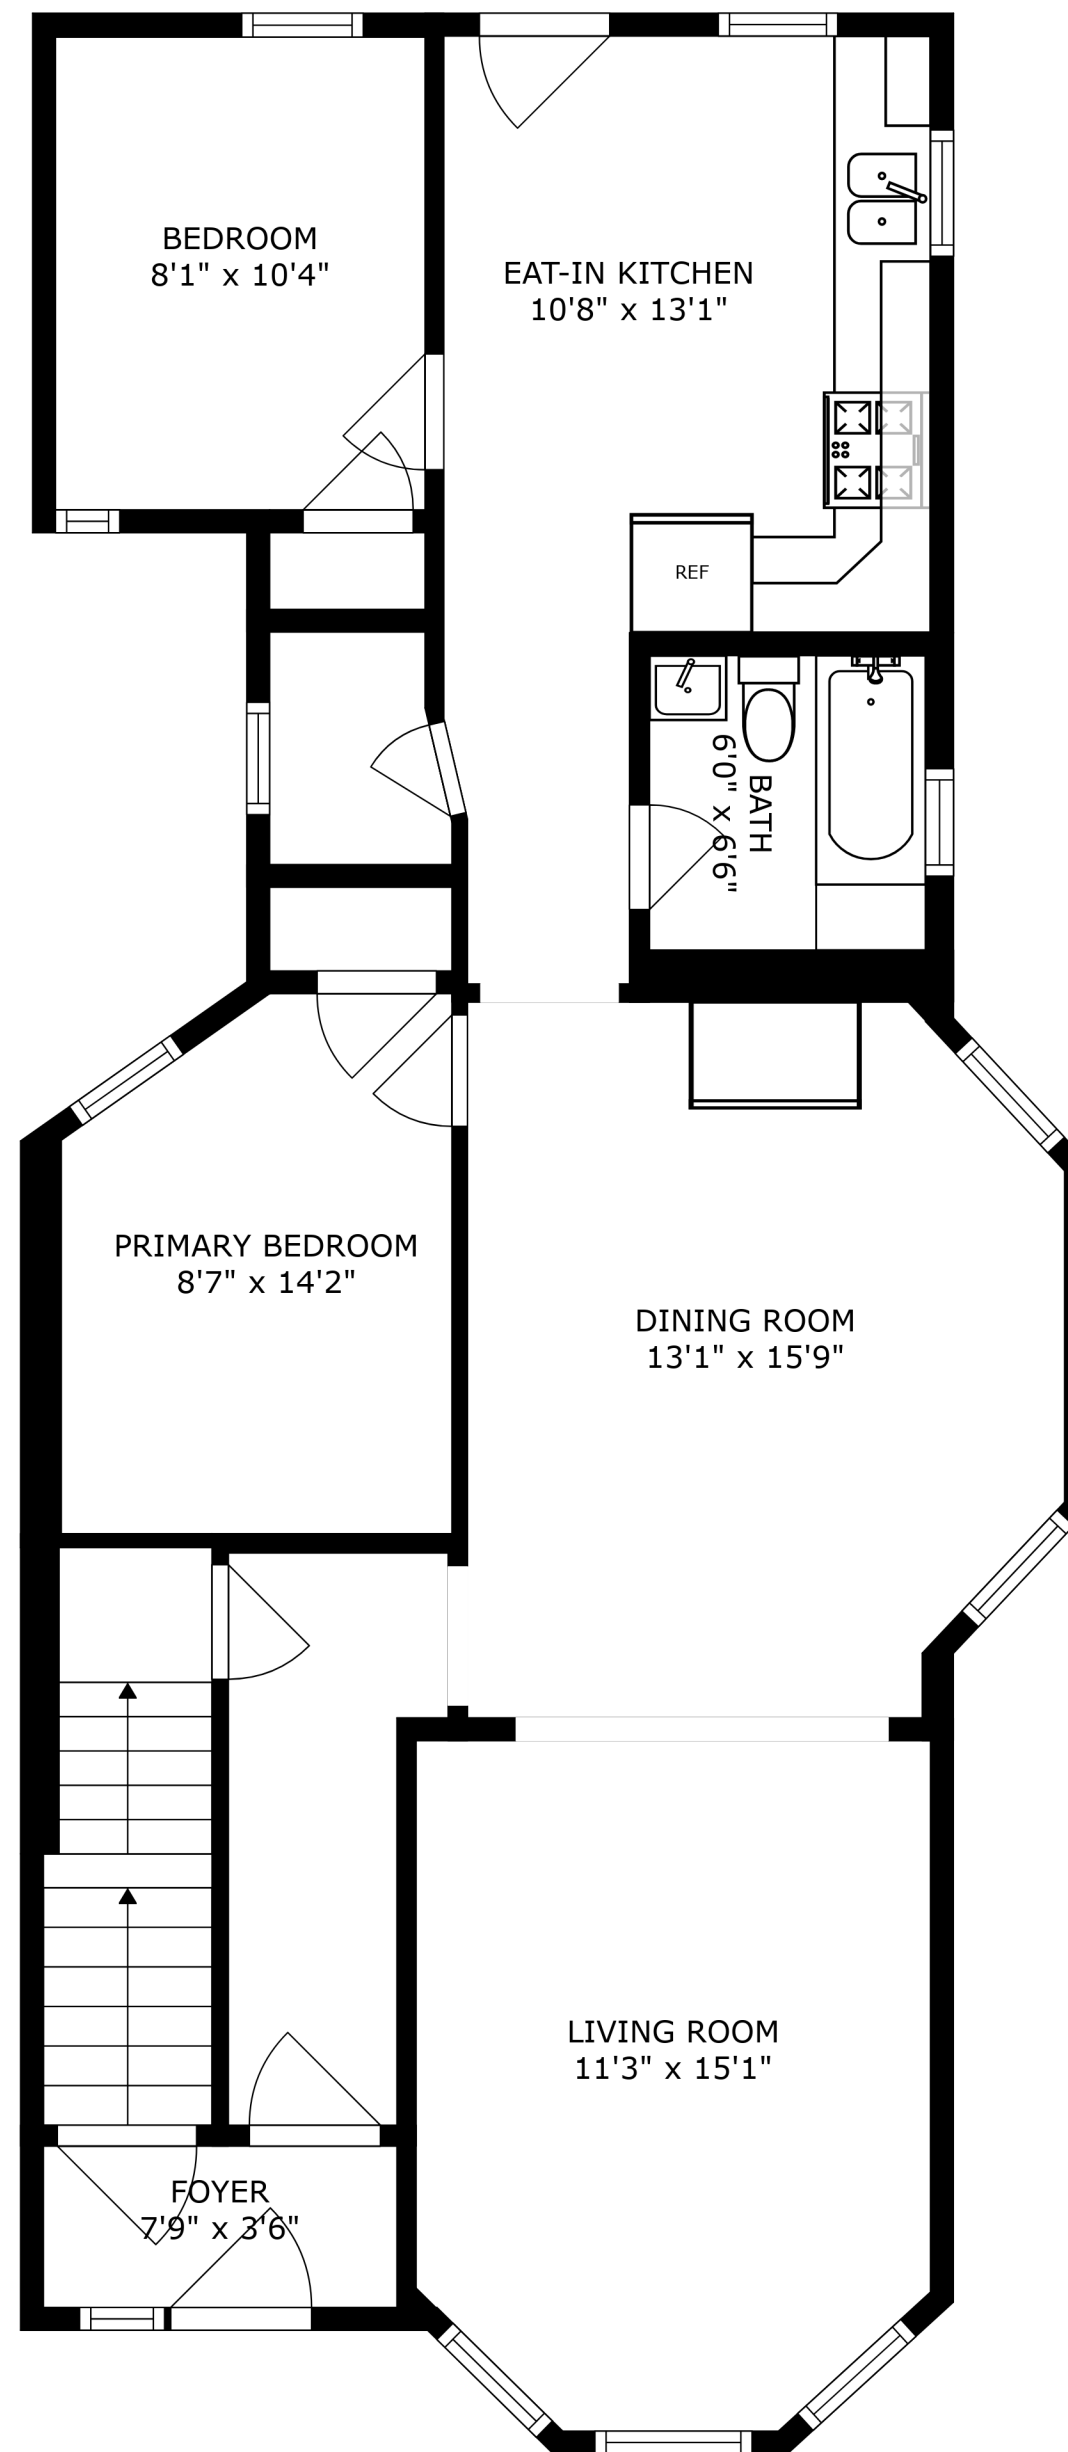 BEDROOM
8'1" x 10'4"
EAT-IN KITCHEN
10'8" x 13'1"
REF
BATH
6'0" x 6'6"
PRIMARY BEDROOM
8'7" x 14'2"
DINING ROOM
13'1" x 15'9"
LIVING ROOM
11'3" x 15'1"
FOYER
7'9" x 3'6"